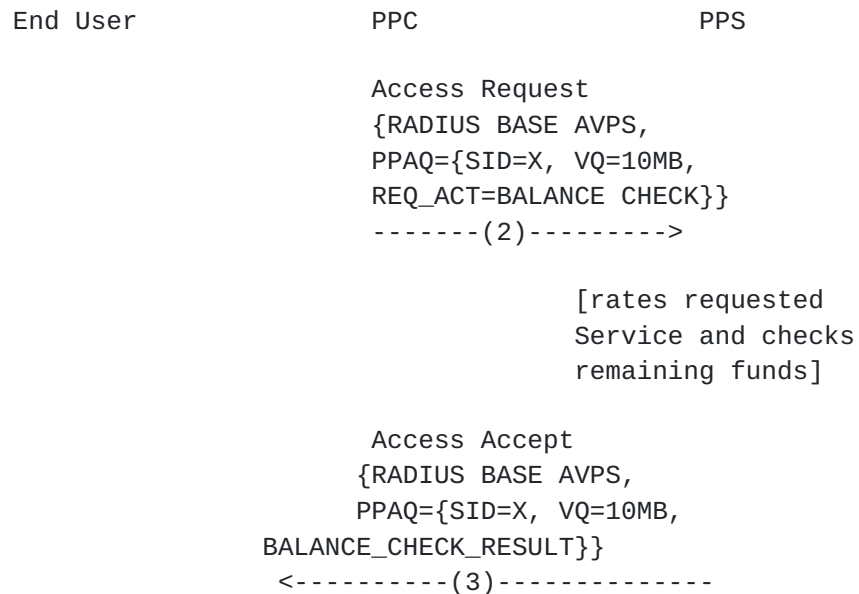 End User                PPC                     PPS
Access Request
{RADIUS BASE AVPS,
PPAQ={SID=X, VQ=10MB,
REQ_ACT=BALANCE CHECK}}
-------(2)--------->
[rates requested
Service and checks
remaining funds]
Access Accept
{RADIUS BASE AVPS,
PPAQ={SID=X, VQ=10MB,
BALANCE_CHECK_RESULT}}
<----------(3)--------------